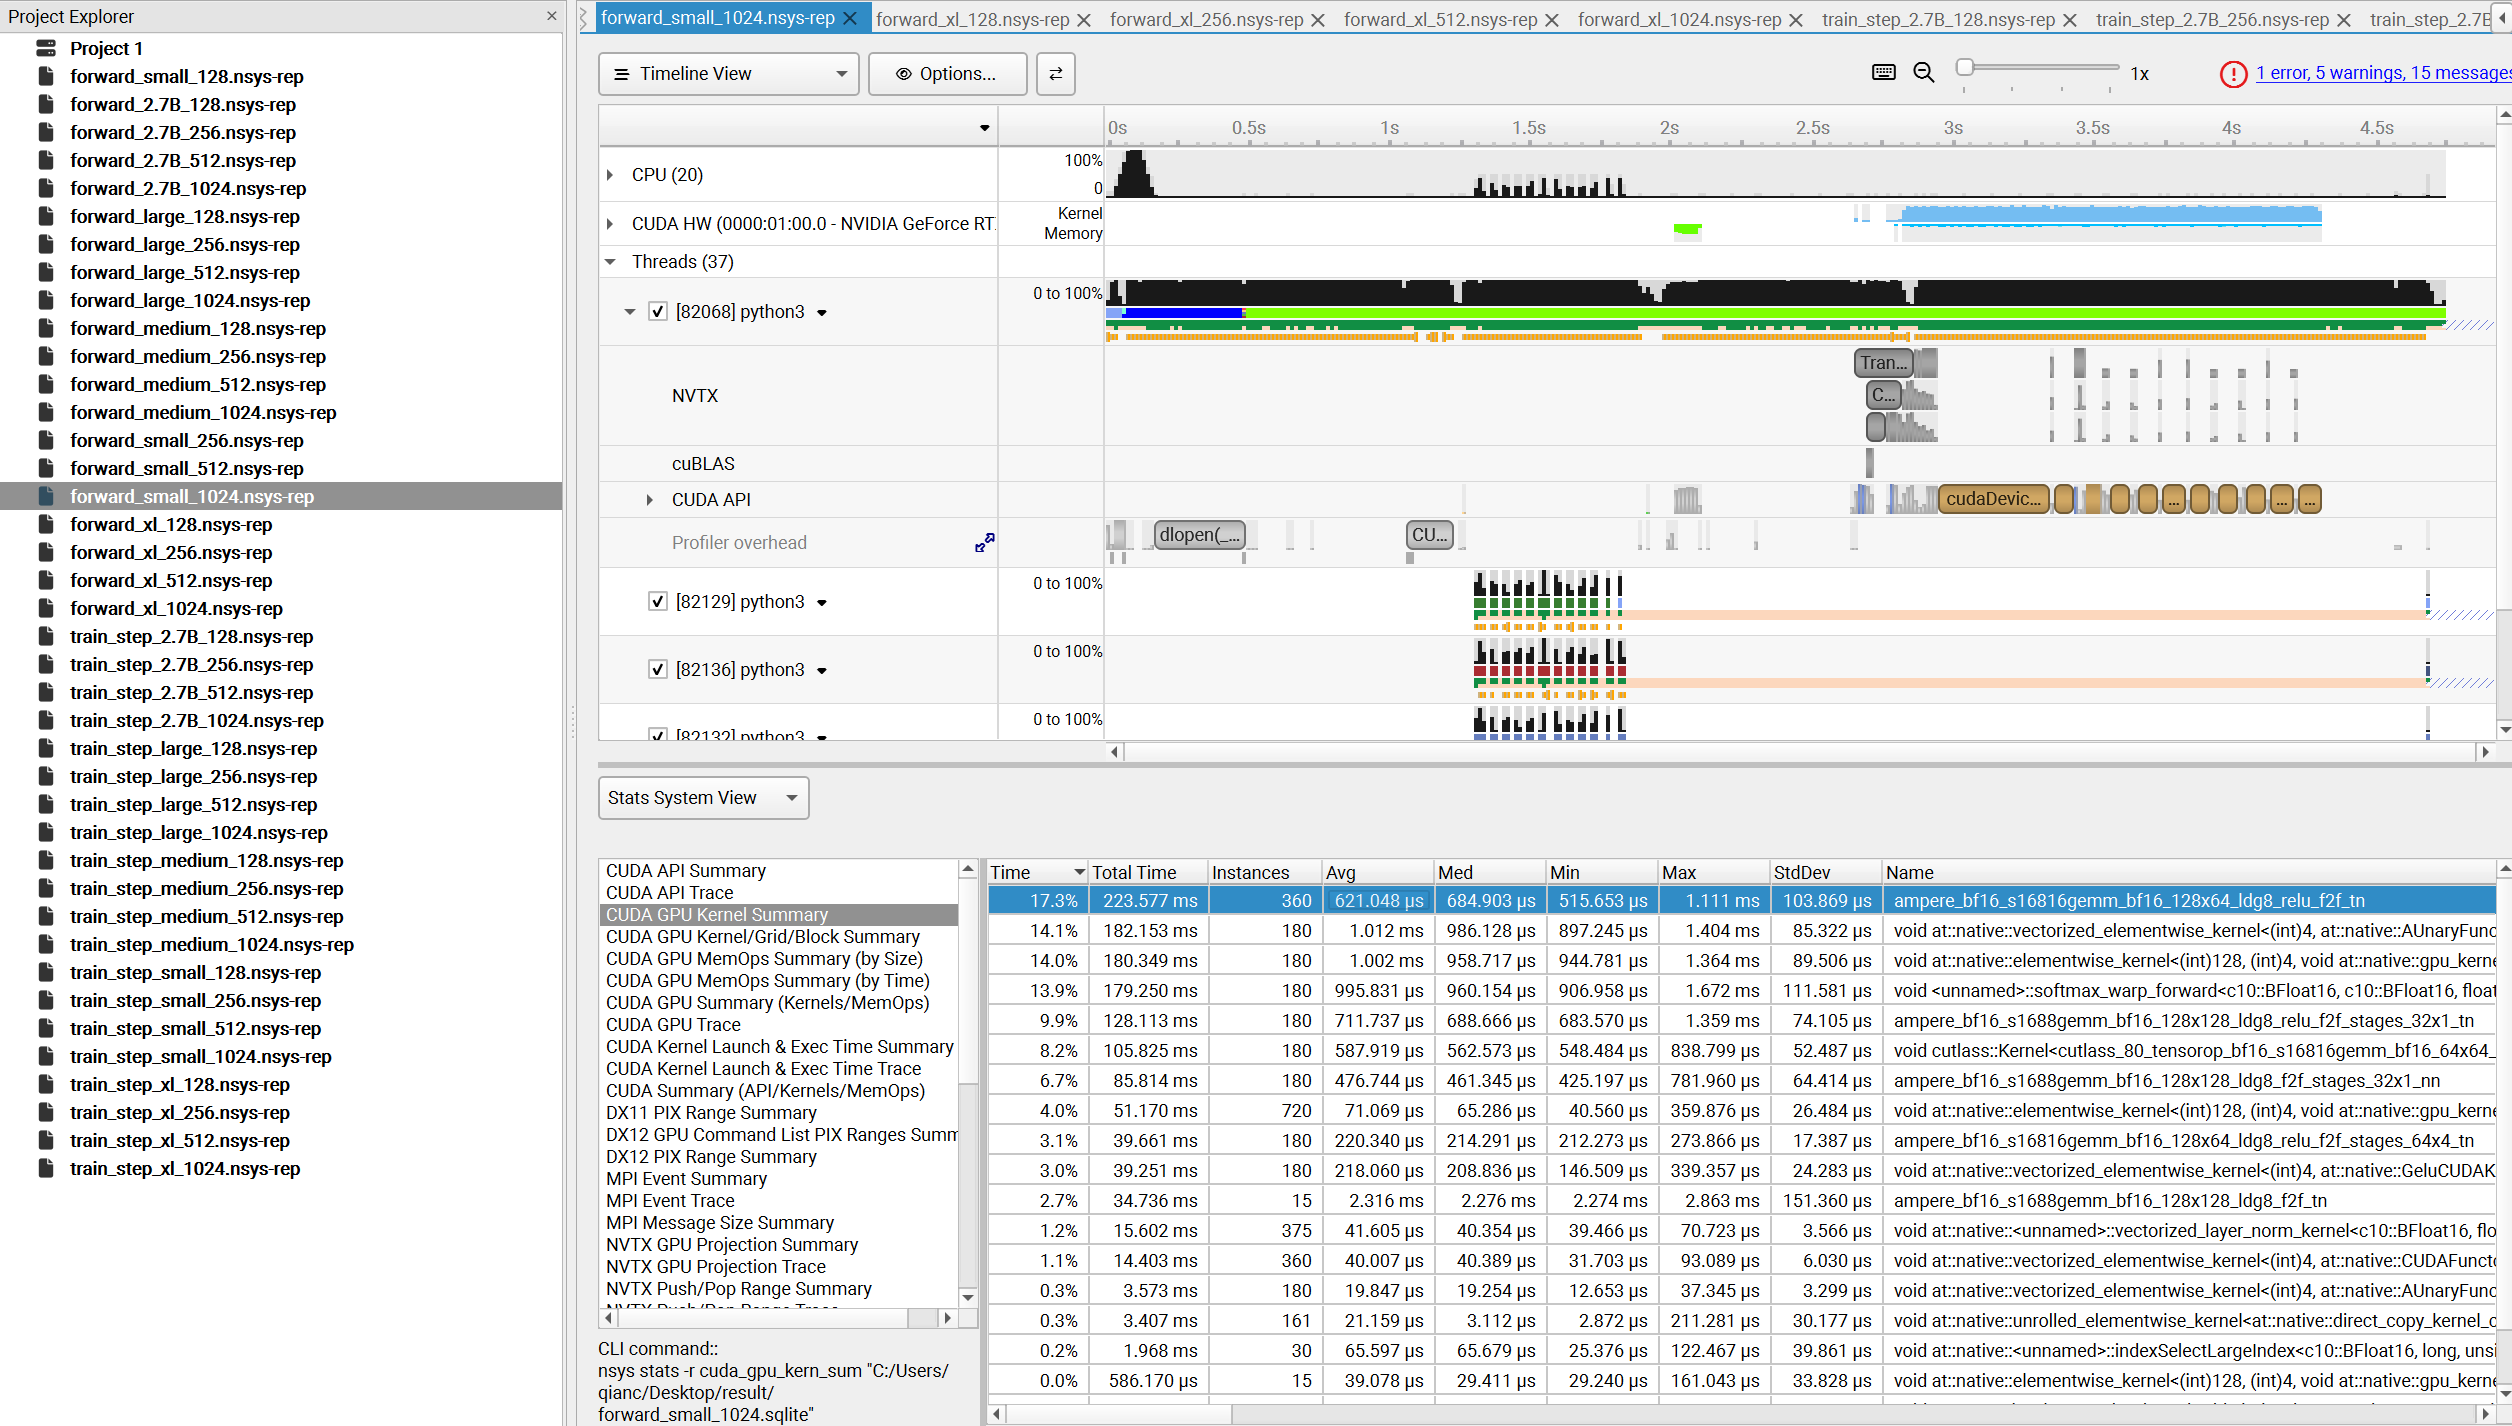 Project Explorer
Project 1
forward_small_128.nsys-rep
forward_2.7B_128.nsys-rep
forward_2.7B_256.nsys-rep
forward_2.7B_512.nsys-rep
forward_2.7B_1024.nsys-rep
forward_large_128.nsys-rep
forward_large_256.nsys-rep
forward_large_512.nsys-rep
forward_large_1024.nsys-rep
forward_medium_128.nsys-rep
forward_medium_256.nsys-rep
forward_medium_512.nsys-rep
forward_medium_1024.nsys-rep
forward_small_256.nsys-rep
forward_small_512.nsys-rep
forward_small_1024.nsys-rep
forward_xl_128.nsys-rep
forward_xl_256.nsys-rep
forward_xl_512.nsys-rep
forward_xl_1024.nsys-rep
train_step_2.7B_128.nsys-rep
train_step_2.7B_256.nsys-rep
train_step_2.7B_512.nsys-rep
train_step_2.7B_1024.nsys-rep
train_step_large_128.nsys-rep
train_step_large_256.nsys-rep
train_step_large_512.nsys-rep
train_step_large_1024.nsys-rep
train_step_medium_128.nsys-rep
train_step_medium_256.nsys-rep
train_step_medium_512.nsys-rep
train_step_medium_1024.nsys-rep
train_step_small_128.nsys-rep
train_step_small_256.nsys-rep
train_step_small_512.nsys-rep
train_step_small_1024.nsys-rep
train_step_xl_128.nsys-rep
train_step_xl_256.nsys-rep
train_step_xl_512.nsys-rep
train_step_xl_1024.nsys-rep
forward_small_1024.nsys-rep forward_xl_128.nsys-rep forward_xl_256.nsys-rep forward_xl_512.nsys-rep forward_xl_1024.nsys-rep train_step_2.7B_128.nsys-rep train_step_2.7B_256.nsys-rep train_step_2.7B
Timeline View Options... 1x 1 error, 5 warnings, 15 messages
0s 0.5s 1s 1.5s 2s 2.5s 3s 3.5s 4s 4.5s
CPU (20) 100%
0
CUDA HW (0000:01:00.0 - NVIDIA GeForce RT. Kernel
Memory
Threads (37)
[82068] python3 0 to 100%
NVTX Tran...
C...
cuBLAS
CUDA API cudaDevic... ... ... ...
Profiler overhead dlopen(_... CU...
[82129] python3 0 to 100%
[82136] python3 0 to 100%
[82132] python3 0 to 100%
Stats System View
CUDA API Summary
CUDA API Trace
CUDA GPU Kernel Summary
CUDA GPU Kernel/Grid/Block Summary
CUDA GPU MemOps Summary (by Size)
CUDA GPU MemOps Summary (by Time)
CUDA GPU Summary (Kernels/MemOps)
CUDA GPU Trace
CUDA Kernel Launch & Exec Time Summary
CUDA Kernel Launch & Exec Time Trace
CUDA Summary (API/Kernels/MemOps)
DX11 PIX Range Summary
DX12 GPU Command List PIX Ranges Summ
DX12 PIX Range Summary
MPI Event Summary
MPI Event Trace
MPI Message Size Summary
NVTX GPU Projection Summary
NVTX GPU Projection Trace
NVTX Push/Pop Range Summary
NVTX Push/Pop Range Trace
CLI command::
nsys stats -r cuda_gpu_kern_sum "C:/Users/
qianc/Desktop/result/
forward_small_1024.sqlite"
Time Total Time Instances Avg Med Min Max StdDev Name
17.3% 223.577 ms 360 621.048 µs 684.903 µs 515.653 µs 1.111 ms 103.869 µs ampere_bf16_s16816gemm_bf16_128x64_ldg8_relu_f2f_tn
14.1% 182.153 ms 180 1.012 ms 986.128 µs 897.245 µs 1.404 ms 85.322 µs void at::native::vectorized_elementwise_kernel<(int)4, at::native::AUnaryFunc
14.0% 180.349 ms 180 1.002 ms 958.717 µs 944.781 µs 1.364 ms 89.506 µs void at::native::elementwise_kernel<(int)128, (int)4, void at::native::gpu_kerne
13.9% 179.250 ms 180 995.831 µs 960.154 µs 906.958 µs 1.672 ms 111.581 µs void <unnamed>::softmax_warp_forward<c10::BFloat16, c10::BFloat16, float
9.9% 128.113 ms 180 711.737 µs 688.666 µs 683.570 µs 1.359 ms 74.105 µs ampere_bf16_s1688gemm_bf16_128x128_ldg8_relu_f2f_stages_32x1_tn
8.2% 105.825 ms 180 587.919 µs 562.573 µs 548.484 µs 838.799 µs 52.487 µs void cutlass::Kernel<cutlass_80_tensorop_bf16_s16816gemm_bf16_64x64_
6.7% 85.814 ms 180 476.744 µs 461.345 µs 425.197 µs 781.960 µs 64.414 µs ampere_bf16_s1688gemm_bf16_128x128_ldg8_f2f_stages_32x1_nn
4.0% 51.170 ms 720 71.069 µs 65.286 µs 40.560 µs 359.876 µs 26.484 µs void at::native::elementwise_kernel<(int)128, (int)4, void at::native::gpu_kerne
3.1% 39.661 ms 180 220.340 µs 214.291 µs 212.273 µs 273.866 µs 17.387 µs ampere_bf16_s16816gemm_bf16_128x64_ldg8_relu_f2f_stages_64x4_tn
3.0% 39.251 ms 180 218.060 µs 208.836 µs 146.509 µs 339.357 µs 24.283 µs void at::native::vectorized_elementwise_kernel<(int)4, at::native::GeluCUDAK
2.7% 34.736 ms 15 2.316 ms 2.276 ms 2.274 ms 2.863 ms 151.360 µs ampere_bf16_s1688gemm_bf16_128x128_ldg8_f2f_tn
1.2% 15.602 ms 375 41.605 µs 40.354 µs 39.466 µs 70.723 µs 3.566 µs void at::native::<unnamed>::vectorized_layer_norm_kernel<c10::BFloat16, flo
1.1% 14.403 ms 360 40.007 µs 40.389 µs 31.703 µs 93.089 µs 6.030 µs void at::native::vectorized_elementwise_kernel<(int)4, at::native::CUDAFuncto
0.3% 3.573 ms 180 19.847 µs 19.254 µs 12.653 µs 37.345 µs 3.299 µs void at::native::vectorized_elementwise_kernel<(int)4, at::native::AUnaryFunc
0.3% 3.407 ms 161 21.159 µs 3.112 µs 2.872 µs 211.281 µs 30.177 µs void at::native::unrolled_elementwise_kernel<at::native::direct_copy_kernel_c
0.2% 1.968 ms 30 65.597 µs 65.679 µs 25.376 µs 122.467 µs 39.861 µs void at::native::<unnamed>::indexSelectLargeIndex<c10::BFloat16, long, unsi
0.0% 586.170 µs 15 39.078 µs 29.411 µs 29.240 µs 161.043 µs 33.828 µs void at::native::elementwise_kernel<(int)128, (int)4, void at::native::gpu_kerne